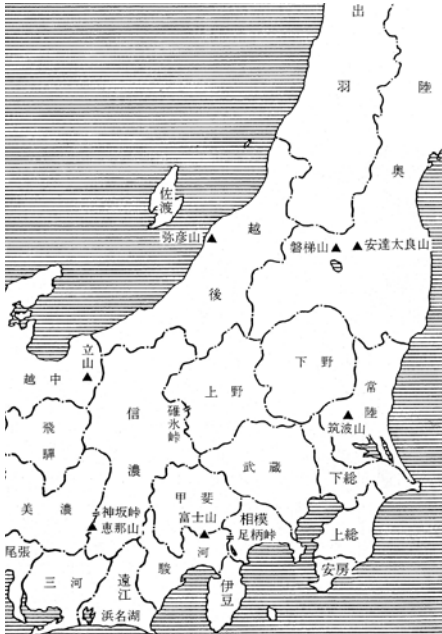 出羽
陸奥
佐渡
弥彦山
越後
磐梯山
安達太良山
立山
越中
飛騨
信濃
碓氷峠
上野
下野
常陸
筑波山
武蔵
下総
上総
安房
甲斐
富士山
相模
足柄峠
美濃
神坂峠
恵那山
尾張
三河
遠江
浜名湖
駿河
伊豆